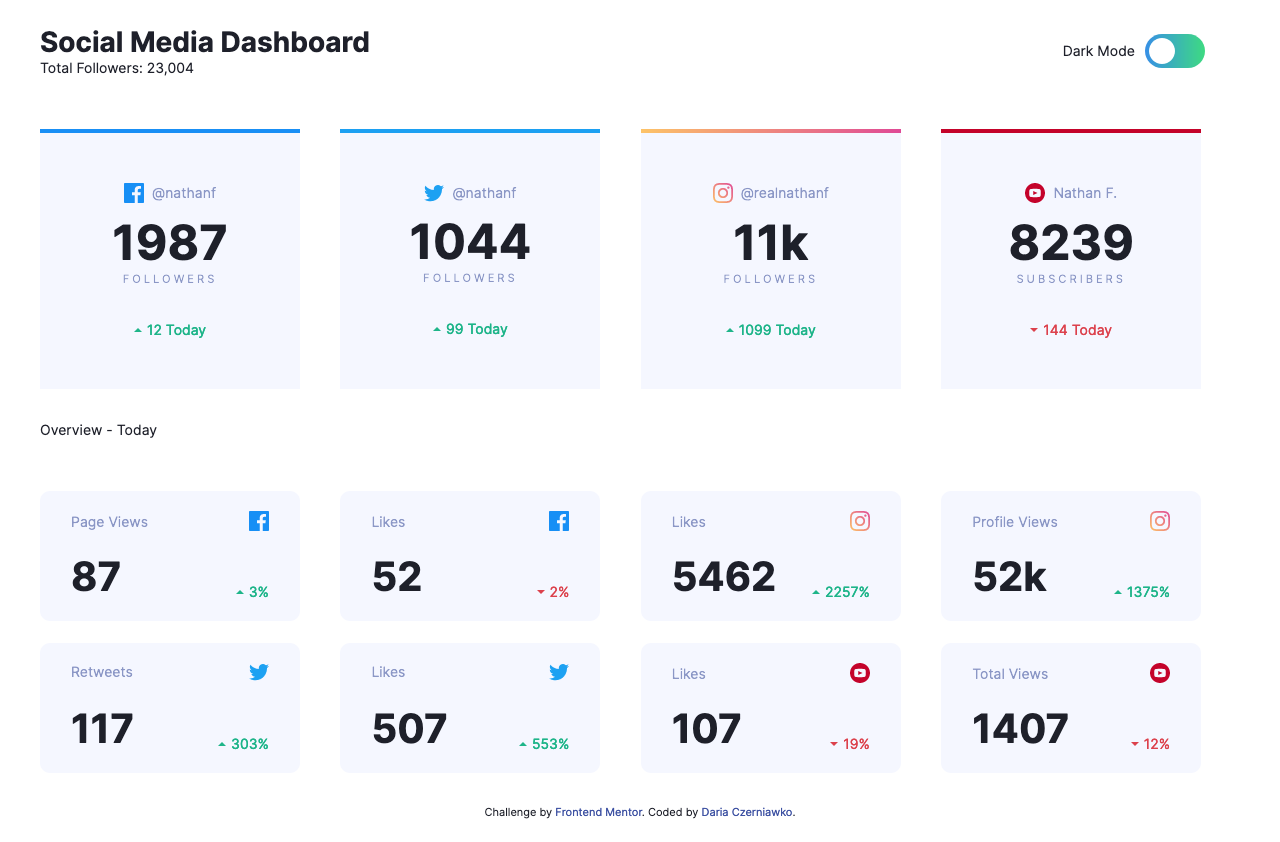 Social Media Dashboard
Total Followers: 23,004
Dark Mode
@nathanf
1987
FOLLOWERS
12 Today
@nathanf
1044
FOLLOWERS
99 Today
@realnathanf
11k
FOLLOWERS
1099 Today
Nathan F.
8239
SUBSCRIBERS
144 Today
Overview - Today
Page Views
87
3%
Likes
52
2%
Likes
5462
2257%
Profile Views
52k
1375%
Retweets
117
303%
Likes
507
553%
Likes
107
19%
Total Views
1407
12%
Challenge by Frontend Mentor. Coded by Daria Czerniawko.